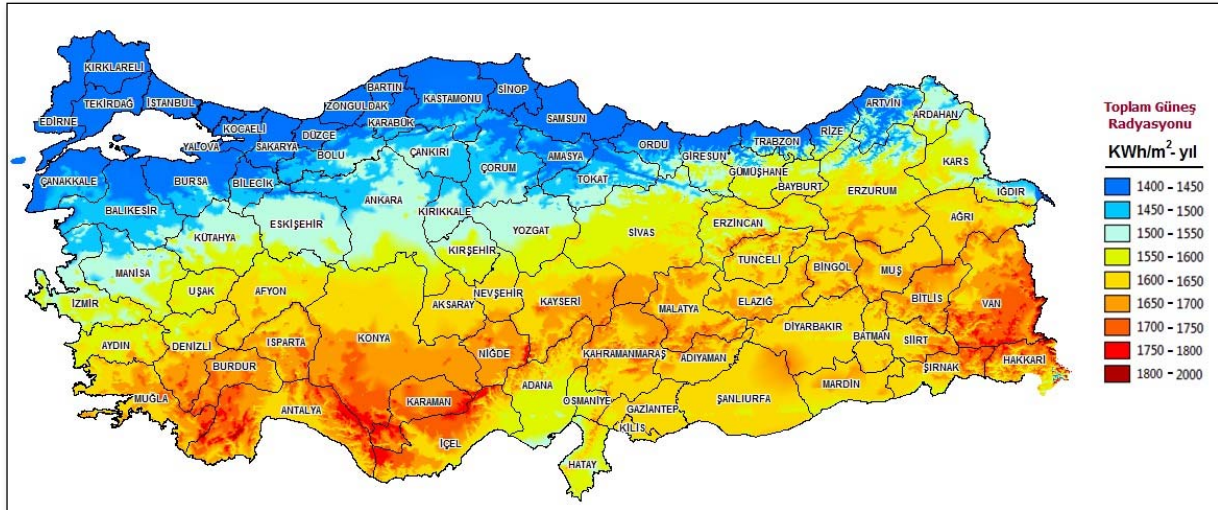 KIRKLARELİ
TEKİRDAĞ
İSTANBUL
EDİRNE
KOCAELİ
YALOVA
SAKARYA
DÜZCE
ZONGULDAK
BARTIN
KARABÜK
KASTAMONU
SİNOP
SAMSUN
BOLU
ÇANKIRI
ÇORUM
AMASYA
TOKAT
ORDU
GİRESUN
TRABZON
RİZE
ARTVİN
ARDAHAN
GÜMÜŞHANE
BAYBURT
ERZURUM
KARS
IĞDIR
AĞRI
ÇANAKKALE
BURSA
BİLECİK
BALIKESİR
ESKİŞEHİR
ANKARA
KIRIKKALE
KÜTAHYA
YOZGAT
KIRŞEHİR
SİVAS
ERZİNCAN
TUNCELİ
BİNGÖL
MUŞ
BİTLİS
VAN
MANİSA
İZMİR
UŞAK
AFYON
AKSARAY
NEVŞEHİR
KAYSERİ
MALATYA
ELAZIĞ
DİYARBAKIR
BATMAN
SİİRT
ŞIRNAK
HAKKARİ
AYDIN
DENİZLİ
ISPARTA
BURDUR
KONYA
NİĞDE
KAHRAMANMARAŞ
ADIYAMAN
MARDİN
MUĞLA
ANTALYA
KARAMAN
İÇEL
ADANA
OSMANİYE
GAZİANTEP
KİLİS
ŞANLIURFA
HATAY
Toplam Güneş
Radyasyonu
KWh/m²- yıl
1400 - 1450
1450 - 1500
1500 - 1550
1550 - 1600
1600 - 1650
1650 - 1700
1700 - 1750
1750 - 1800
1800 - 2000